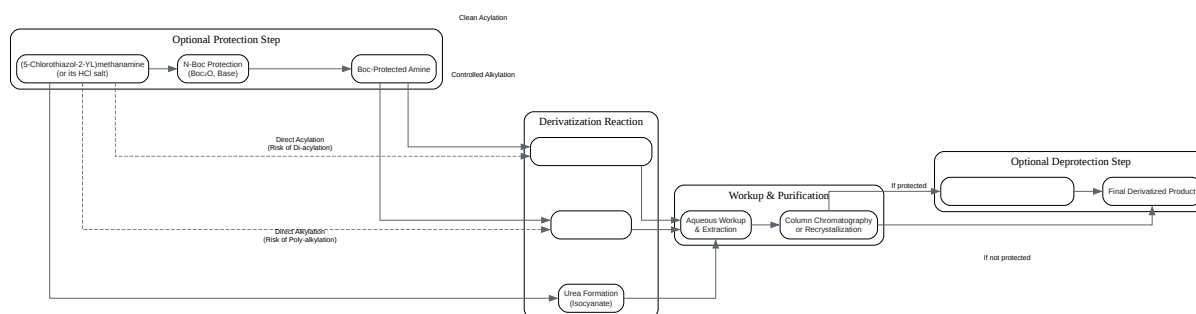 Clean Acylation
Optional Protection Step
(5-Chlorothiazol-2-YL)methanamine
(or its HCl salt)
N-Boc Protection
(Boc₂O, Base)
Boc-Protected Amine
Controlled Alkylation
Derivatization Reaction
Direct Acylation
(Risk of Di-acylation)
Optional Deprotection Step
If protected
Final Derivatized Product
Workup & Purification
Aqueous Workup
& Extraction
Column Chromatography
or Recrystallization
Direct Alkylation
(Risk of Poly-alkylation)
If not protected
Urea Formation
(Isocyanate)